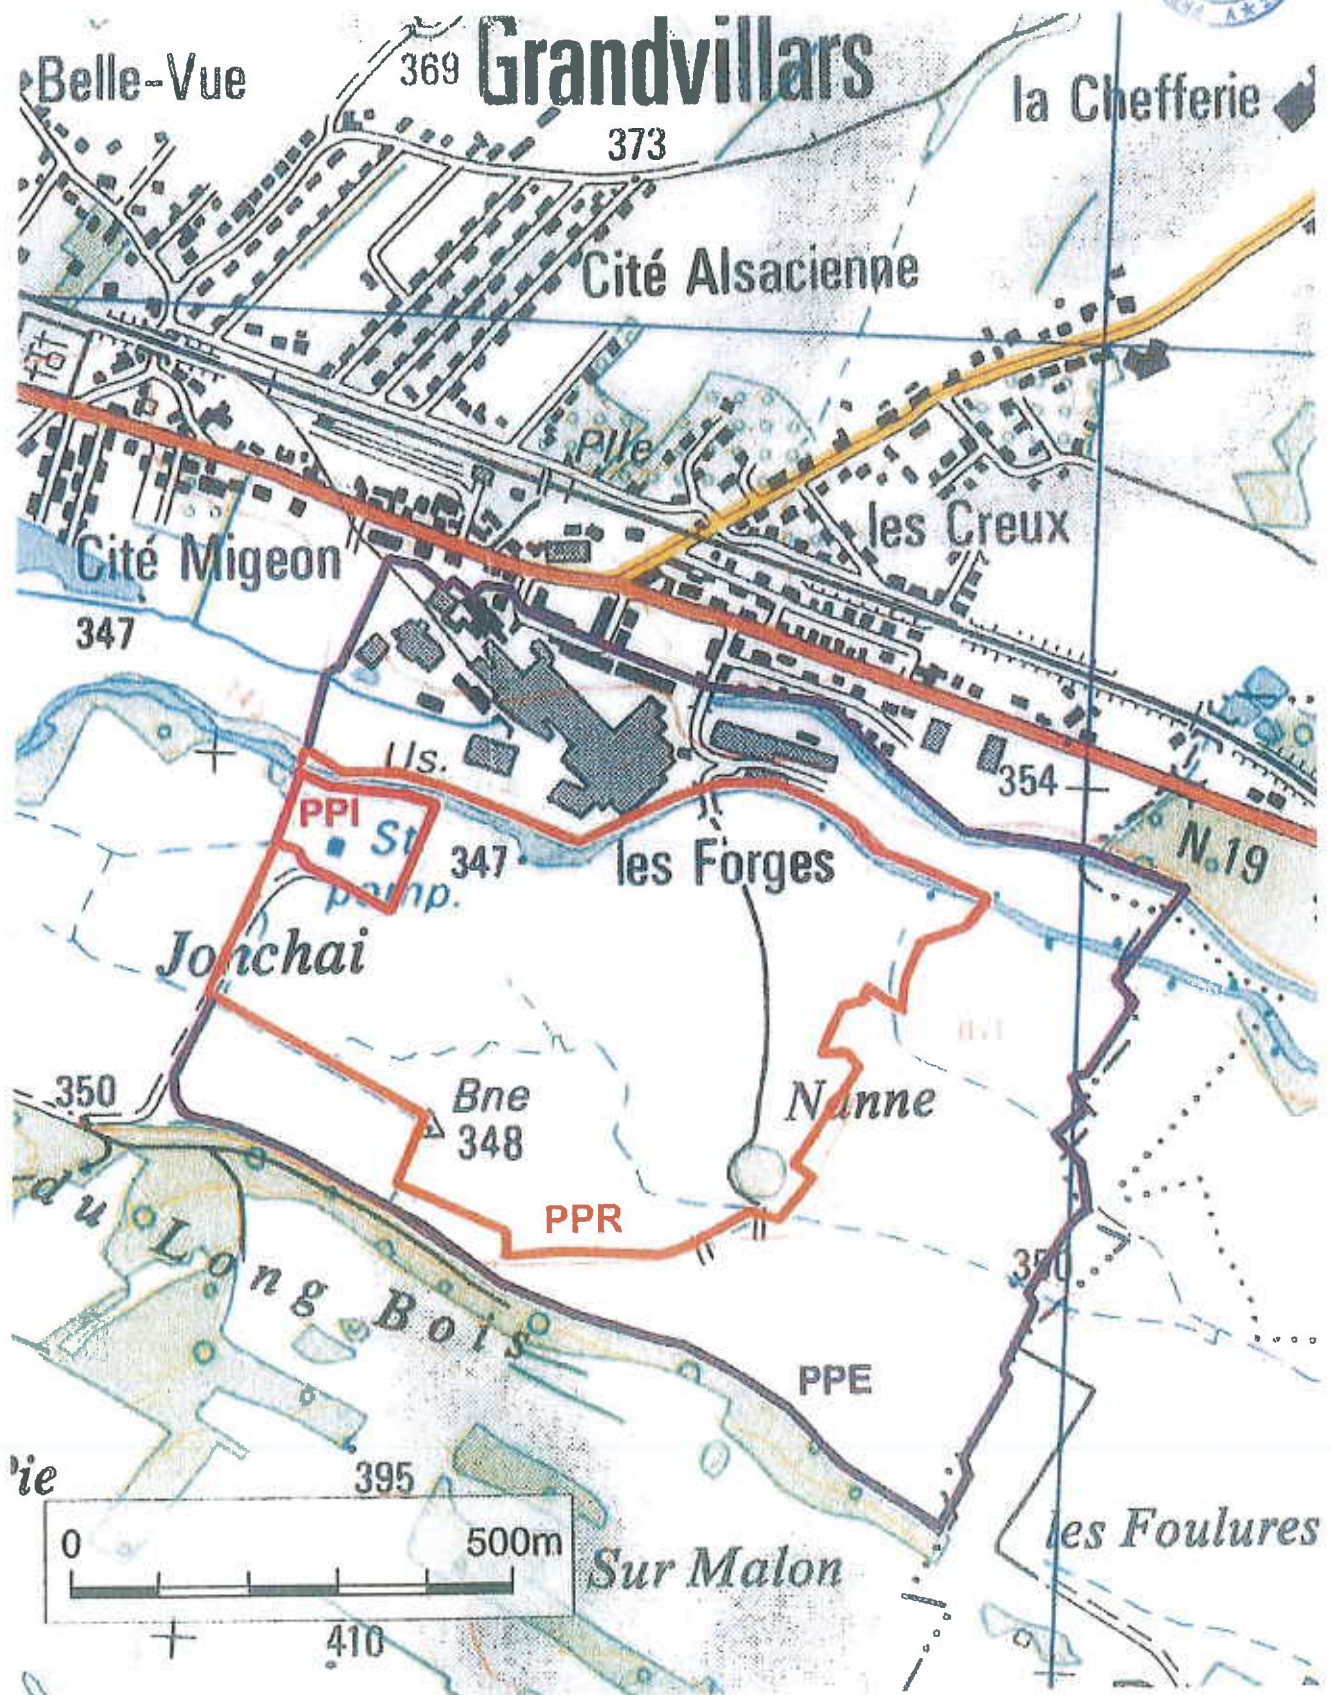 Grandvillars
Belle-Vue
369
la Chefferie
373
Cité Alsacienne
Plle
les Creux
Cité Migeon
347
Us.
354
PPI
St
347
les Forges
N.19
pomp.
Jonchai
350
Bne
348
Nanne
du Long Bois
PPR
350
PPE
395
0
500m
les Foulures
Sur Malon
410